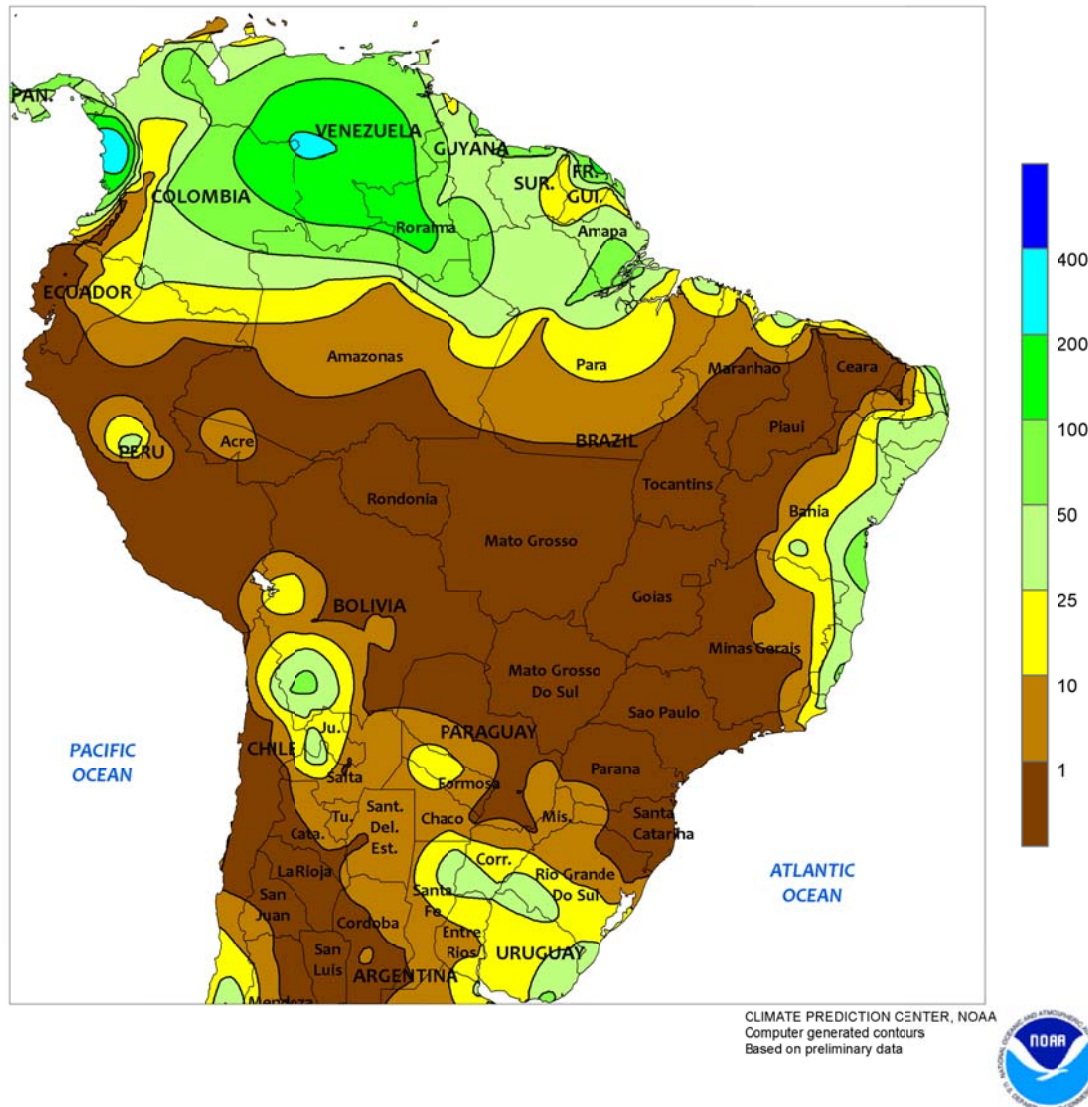 PAN.
VENEZUELA
GUYANA
COLOMBIA
SUR.
FR.
GUI.
Roraima
Amapa
ECUADOR
Amazonas
Para
Mararhao
Ceara
PERU
Acre
BRAZIL
Piaui
Rondonia
Tocantins
Bahia
Mato Grosso
BOLIVIA
Goias
Minas Gerais
Mato Grosso
Do Sul
Sao Paulo
PACIFIC
OCEAN
CHILE
Ju.
PARAGUAY
Salta
Formosa
Parana
Tu.
Sant.
Del.
Est.
Chaco
Mis.
Santa
Catarina
Cata.
LaRioja
Corr.
Rio Grande
Do Sul
ATLANTIC
OCEAN
San
Juan
Santa
Fe
Cordoba
Entre
Rios
URUGUAY
San
Luis
ARGENTINA
Mendoza
400
200
100
50
25
10
1
CLIMATE PREDICTION CENTER, NOAA
Computer generated contours
Based on preliminary data
NOAA